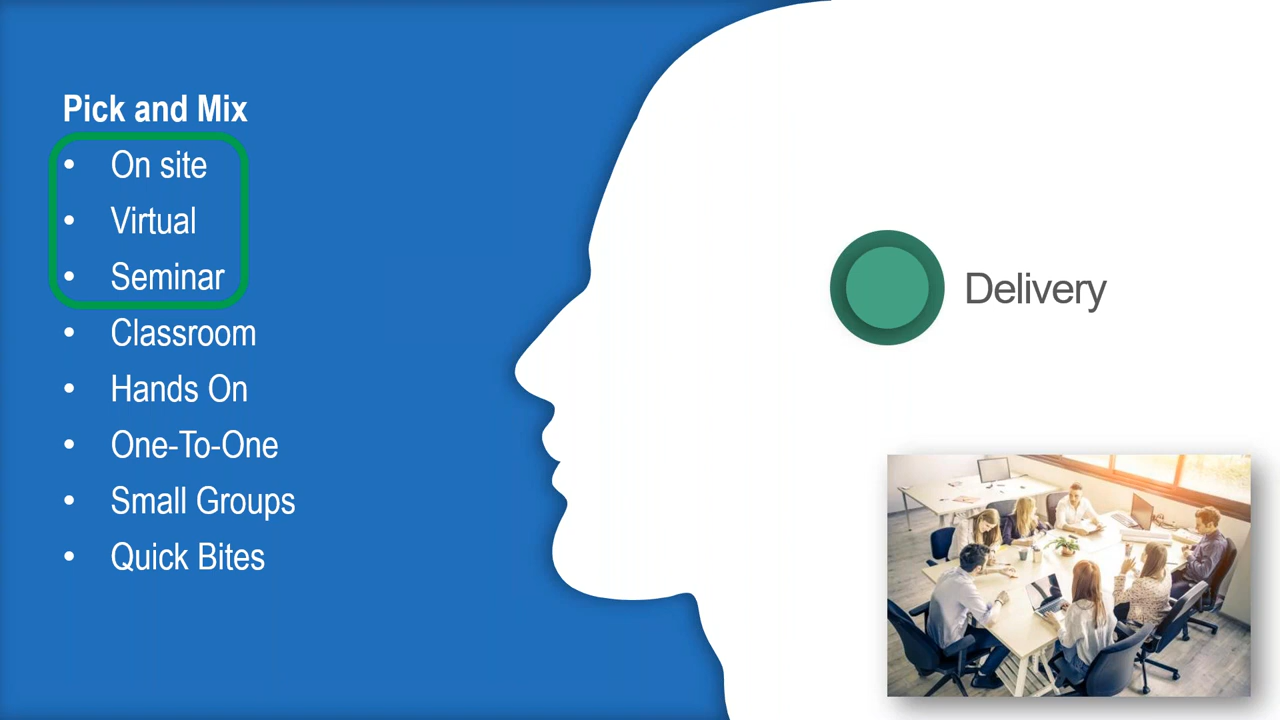 Pick and Mix
• On site
• Virtual
• Seminar
• Classroom
• Hands On
• One-To-One
• Small Groups
• Quick Bites
Delivery